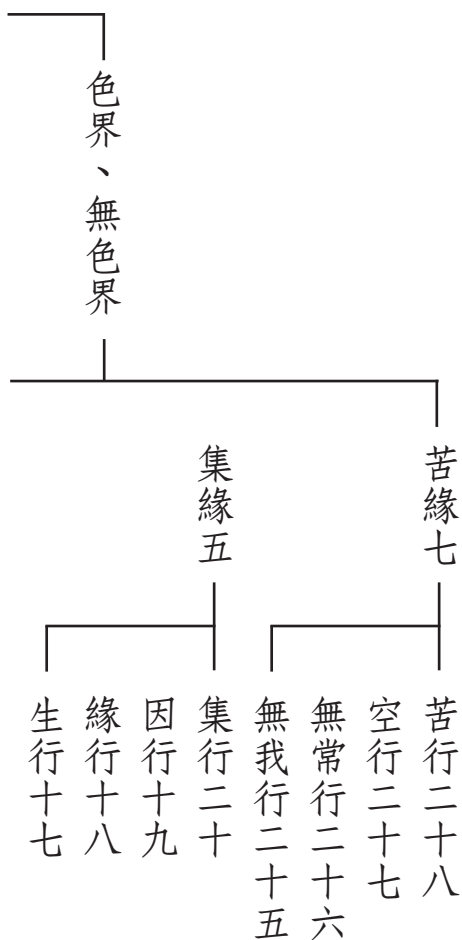 色界、無色界
苦緣七
集緣五
苦行二十八
空行二十七
無常行二十六
無我行二十五
集行二十
因行十九
緣行十八
生行十七